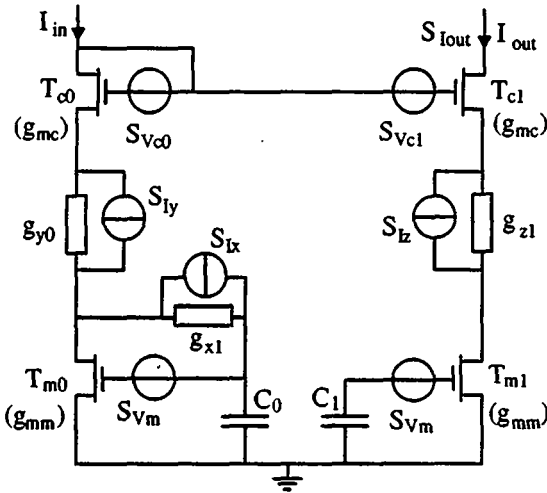 I_in
S_Iout I_out
T_c0
(g_mc)
S_Vc0
S_Vc1
T_c1
(g_mc)
g_y0
S_Iy
S_Iz
g_z1
S_Ix
g_x1
T_m0
(g_mm)
S_Vm
C_0
C_1
S_Vm
T_m1
(g_mm)